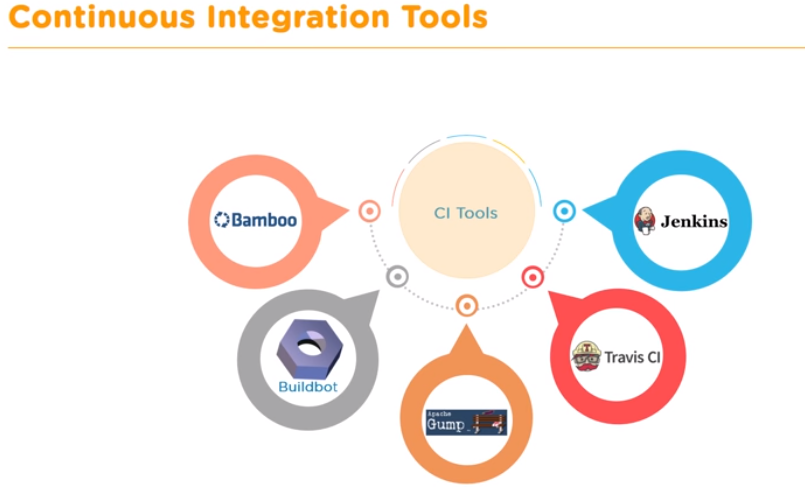 Continuous Integration Tools
CI Tools
Bamboo
Jenkins
Buildbot
Travis CI
Apache
Gump